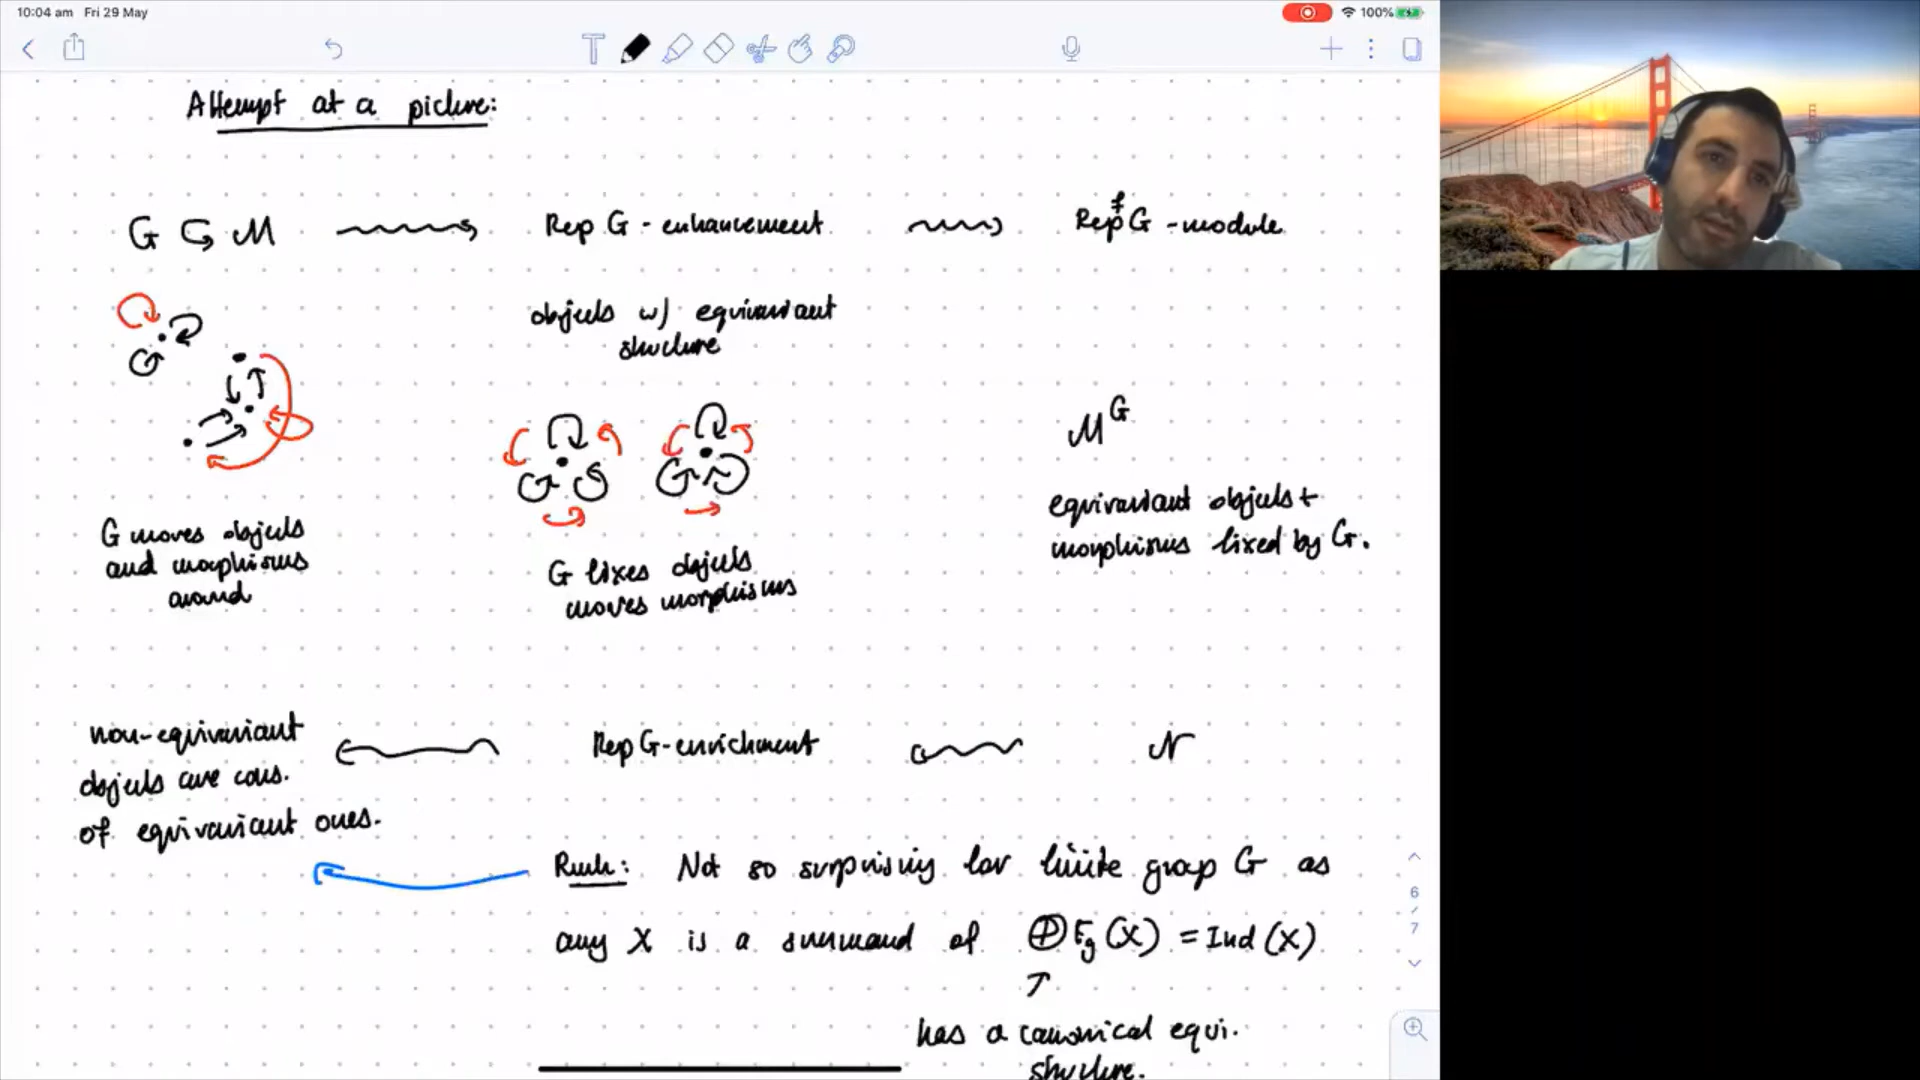 10:04 am Fri 29 May
100%
Attempt at a picture:
G ↻ M
Rep G - enhancement
Rep^f G - module
objects w/ equivariant
structure
M^G
equivariant objects +
morphisms fixed by G.
G moves objects
and morphisms
around
G fixes objects
moves morphisms
non-equivariant
objects are cons.
of equivariant ones.
Rep G-enrichment
N
Rmk: Not so surprising for finite group G as
any X is a summand of ⊕ F_g (X) = Ind (X)
has a canonical equi.
structure.
6
/
7